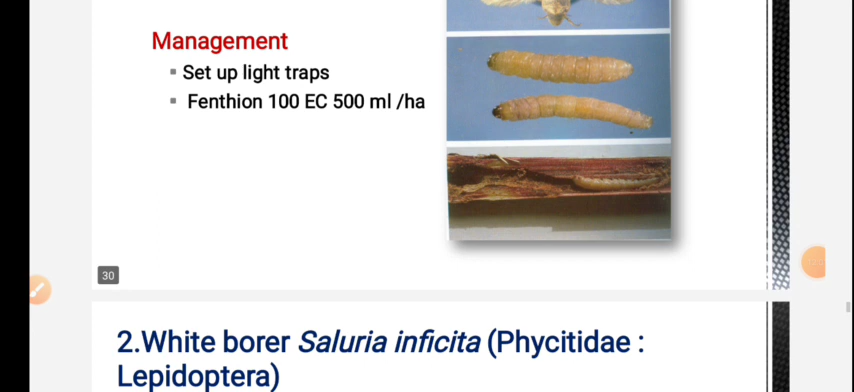 Management
▪ Set up light traps
▪ Fenthion 100 EC 500 ml /ha
30
2.White borer Saluria inficita (Phycitidae :
Lepidoptera)